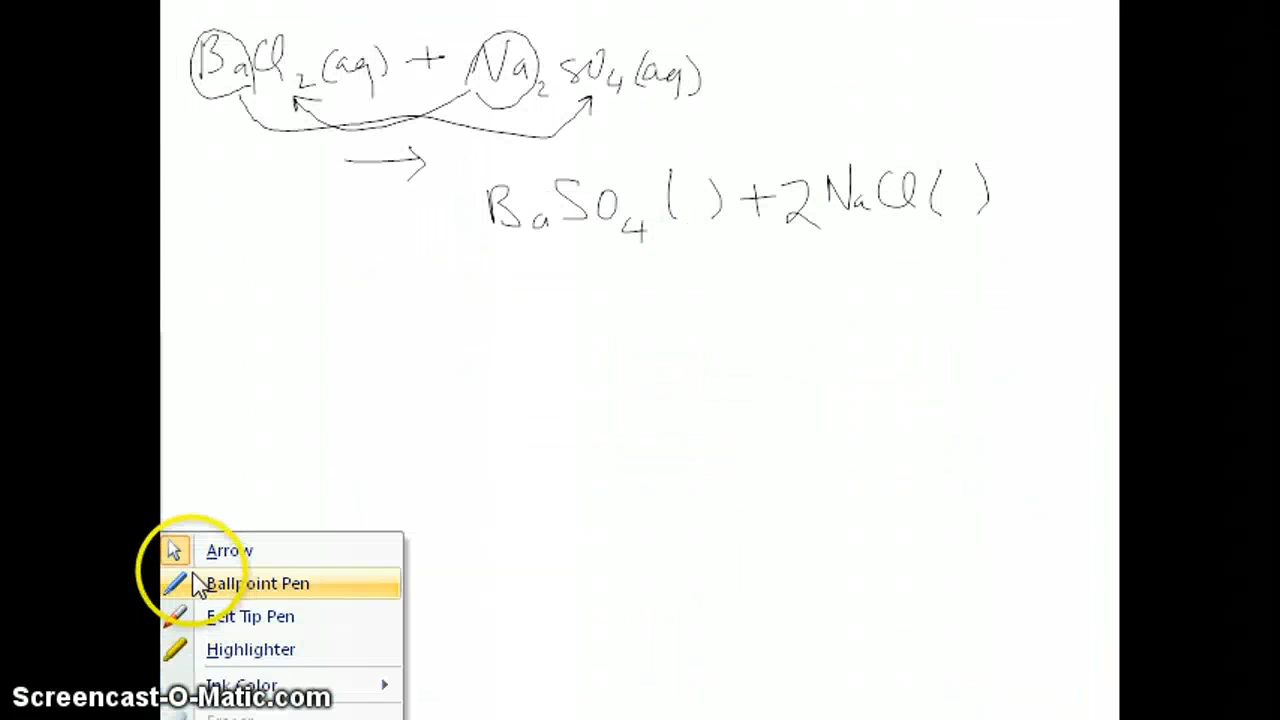 BaCl₂(aq) + Na₂SO₄(aq)
→
BaSO₄( ) + 2NaCl( )
Arrow
Ballpoint Pen
Felt Tip Pen
Highlighter
Ink Color
Screencast-O-Matic.com